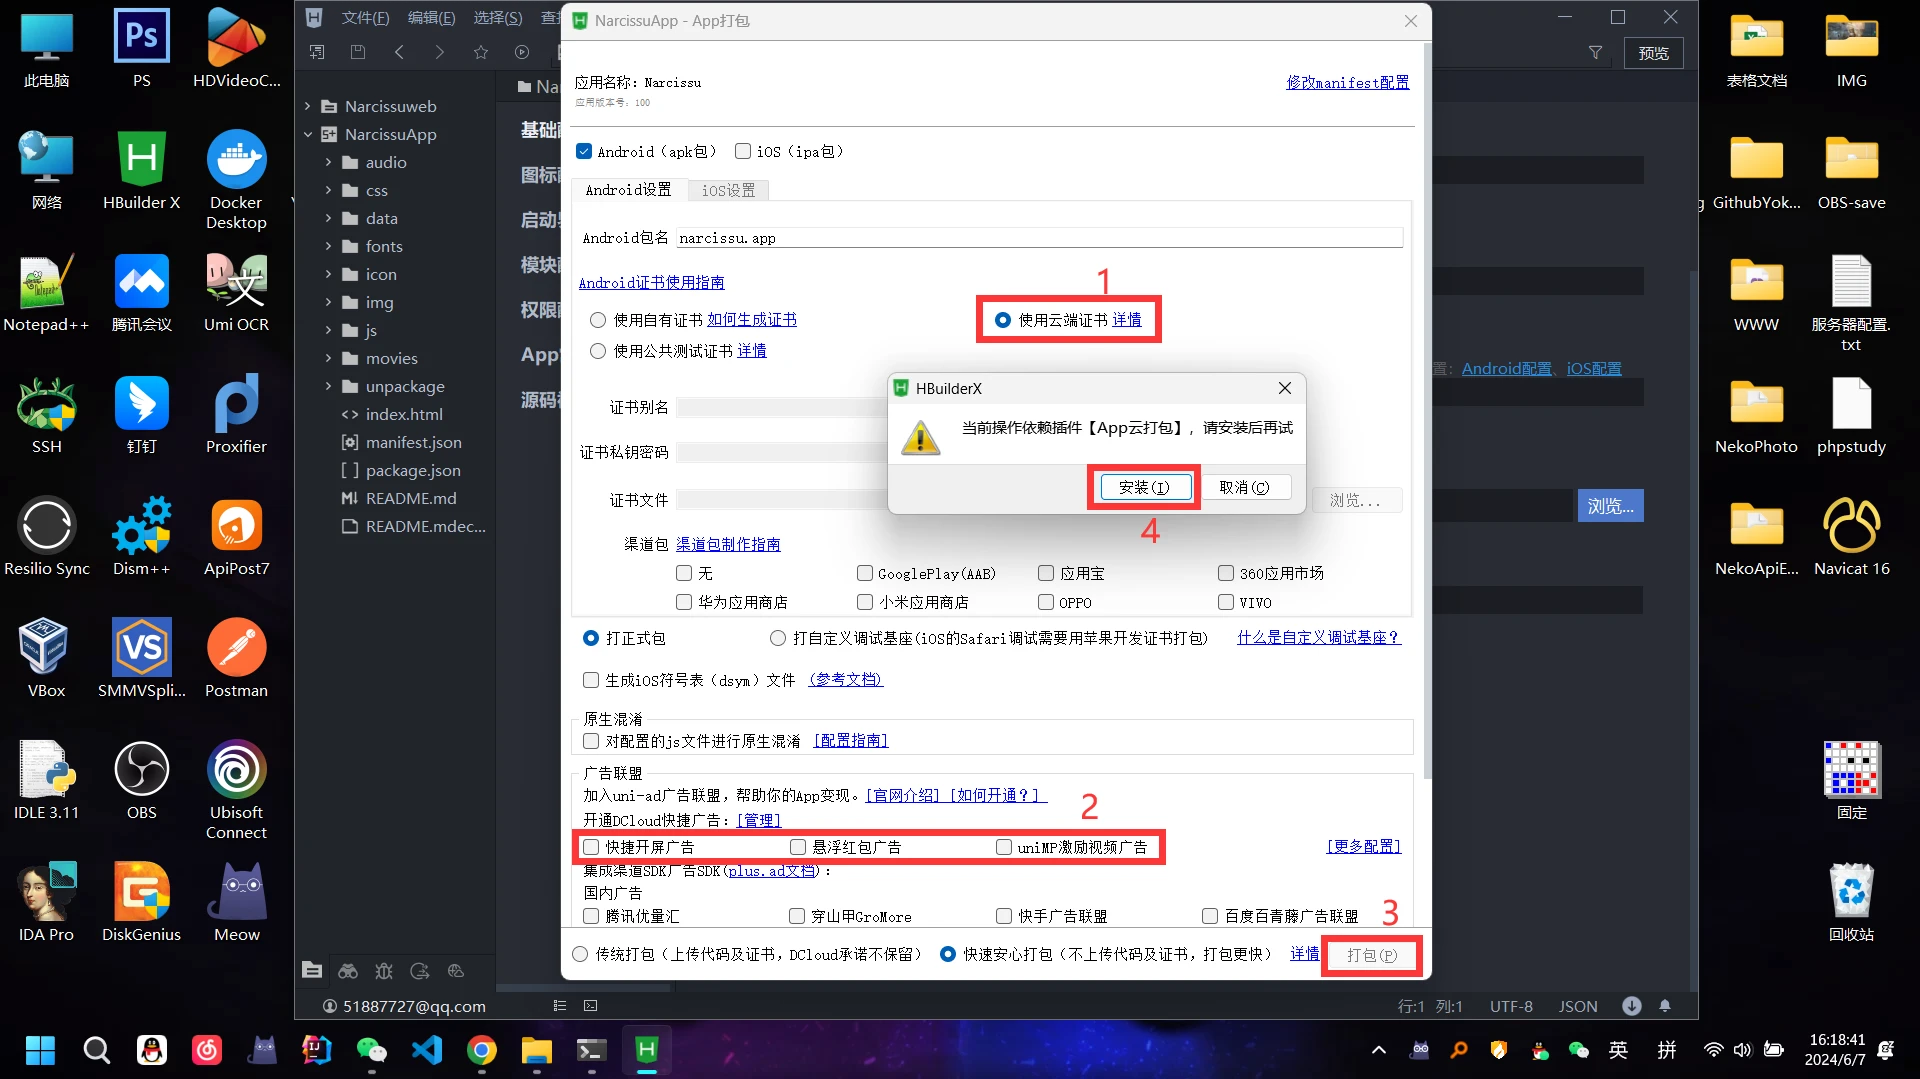 此电脑
PS
HDVideoC...
网络
HBuilder X
Docker
Desktop
Notepad++
腾讯会议
Umi OCR
SSH
钉钉
Proxifier
Resilio Sync
Dism++
ApiPost7
VBox
SMMVSpli...
Postman
IDLE 3.11
OBS
Ubisoft
Connect
IDA Pro
DiskGenius
Meow
文件(F)
编辑(E)
选择(S)
Narcissuweb
NarcissuApp
audio
css
data
fonts
icon
img
js
movies
unpackage
index.html
manifest.json
package.json
README.md
README.mdec...
51887727@qq.com
NarcissuApp - App打包
应用名称：Narcissu
修改manifest配置
应用版本号：100
Android（apk包）
iOS（ipa包）
Android设置
iOS设置
Android包名
narcissu.app
Android证书使用指南
1
使用自有证书 如何生成证书
使用云端证书 详情
使用公共测试证书 详情
证书别名
证书私钥密码
证书文件
浏览...
HBuilderX
当前操作依赖插件【App云打包】，请安装后再试
安装(I)
取消(C)
4
渠道包 渠道包制作指南
无
GooglePlay(AAB)
应用宝
360应用市场
华为应用商店
小米应用商店
OPPO
VIVO
打正式包
打自定义调试基座(iOS的Safari调试需要用苹果开发证书打包)
什么是自定义调试基座？
生成iOS符号表（dsym）文件 (参考文档)
原生混淆
对配置的js文件进行原生混淆 [配置指南]
广告联盟
加入uni-ad广告联盟，帮助你的App变现。[官网介绍] [如何开通？]
2
开通DCloud快捷广告：[管理]
快捷开屏广告
悬浮红包广告
uniMP激励视频广告
[更多配置]
集成渠道SDK广告SDK(plus.ad文档)：
国内广告
腾讯优量汇
穿山甲GroMore
快手广告联盟
百度百青藤广告联盟
3
传统打包（上传代码及证书，DCloud承诺不保留）
快速安心打包（不上传代码及证书，打包更快）
详情
打包(P)
预览
Android配置、iOS配置
浏览...
行:1 列:1
UTF-8
JSON
表格文档
IMG
GithubYok...
OBS-save
WWW
服务器配置.
txt
NekoPhoto
phpstudy
NekoApiE...
Navicat 16
固定
回收站
英
拼
16:18:41
2024/6/7